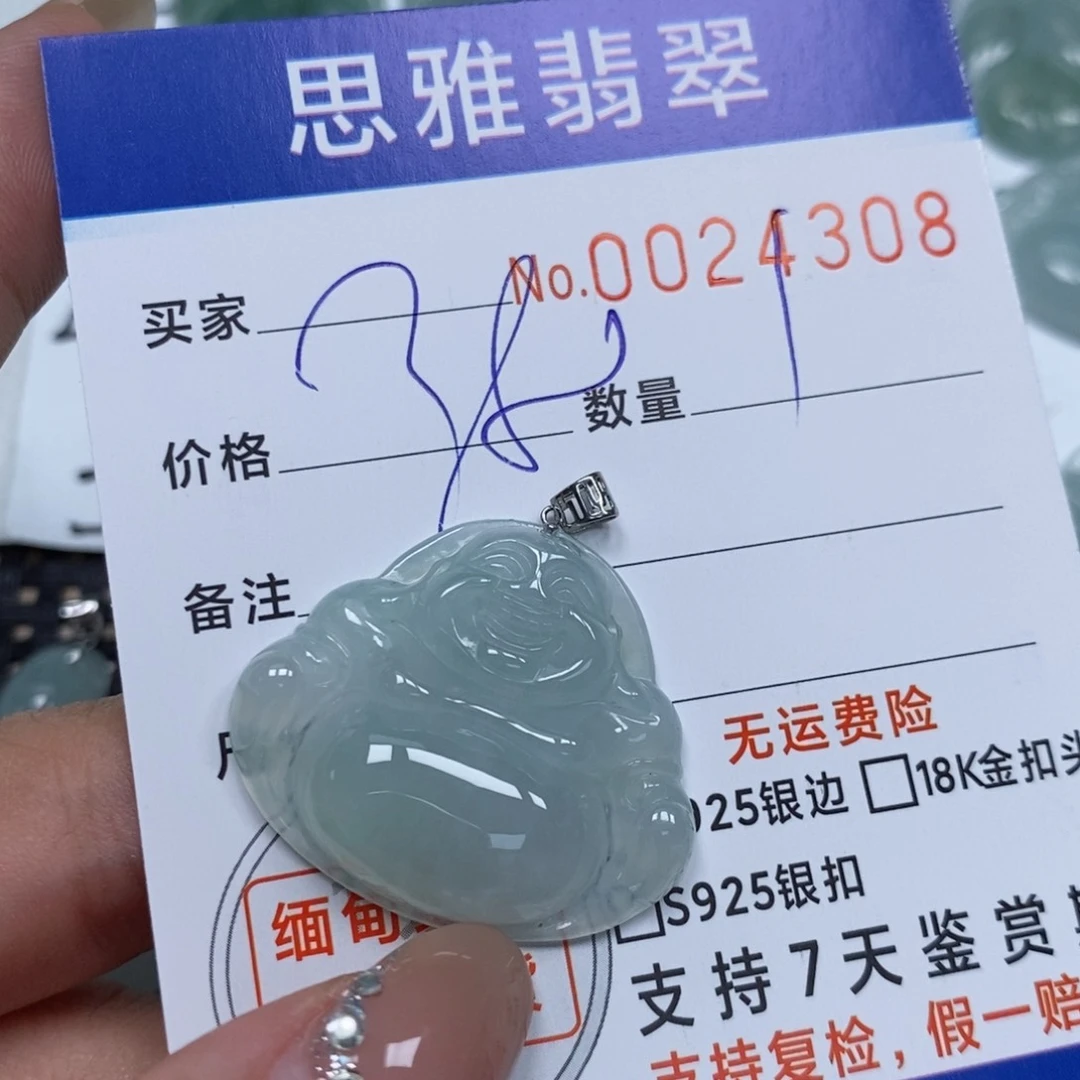 思雅翡翠
No.0024308
买家
价格 数量 1
备注
无运费险
925银边 □18K金扣头
□S925银扣
缅甸
支持7天鉴赏
支持复检，假一赔